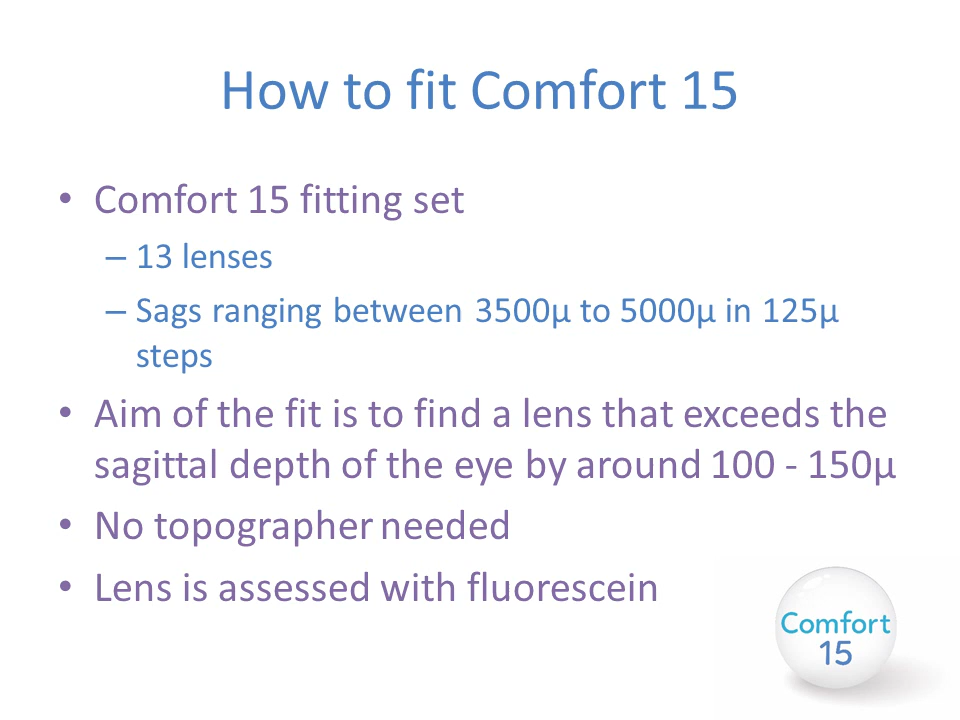 How to fit Comfort 15
• Comfort 15 fitting set
– 13 lenses
– Sags ranging between 3500µ to 5000µ in 125µ
steps
• Aim of the fit is to find a lens that exceeds the
sagittal depth of the eye by around 100 - 150µ
• No topographer needed
• Lens is assessed with fluorescein
Comfort
15